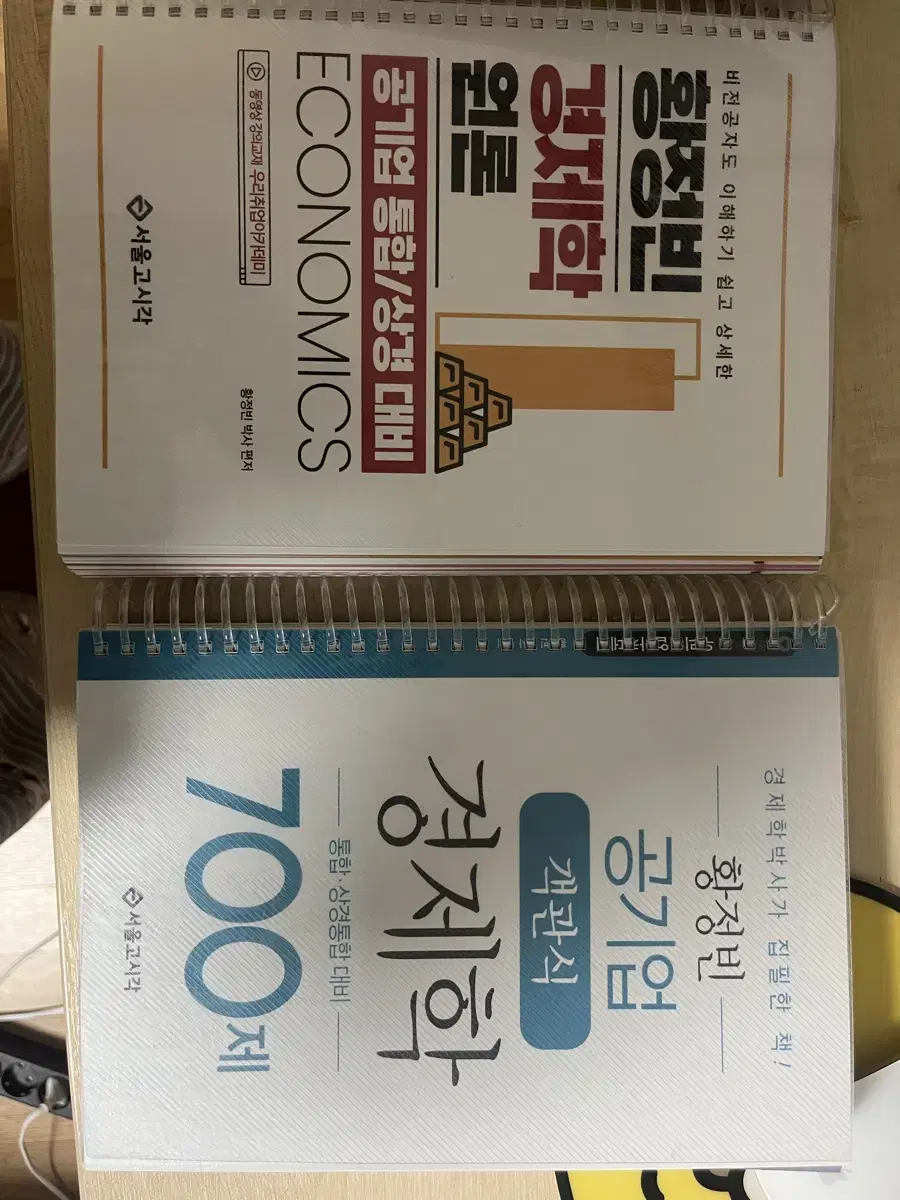 비전공자도 이해하기 쉽고 상세한
황정빈
경제학
원론
공기업 통합/상경 대비
ECONOMICS
동영상 강의교재 우리취업아카데미
황정빈 박사 편저
서울고시각
경제학박사가 집필한 책!
황정빈
공기업
객관식
경제학
통합·상경통합 대비
700제
서울고시각